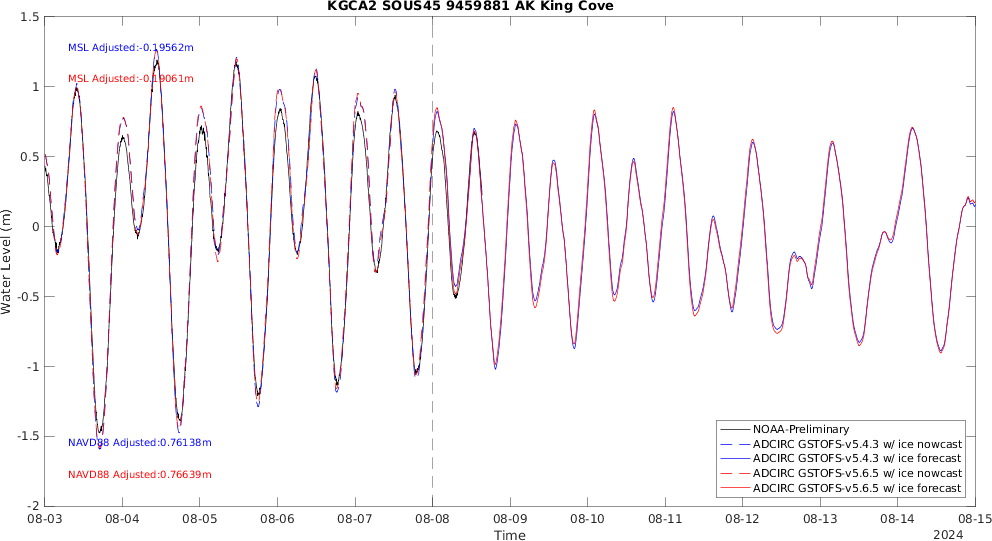 KGCA2 SOUS45 9459881 AK King Cove
1.5
1
0.5
0
-0.5
-1
-1.5
-2
Water Level (m)
MSL Adjusted:-0.19562m
MSL Adjusted:-0.19061m
NAVD88 Adjusted:0.76138m
NAVD88 Adjusted:0.76639m
NOAA-Preliminary
ADCIRC GSTOFS-v5.4.3 w/ ice nowcast
ADCIRC GSTOFS-v5.4.3 w/ ice forecast
ADCIRC GSTOFS-v5.6.5 w/ ice nowcast
ADCIRC GSTOFS-v5.6.5 w/ ice forecast
08-03 08-04 08-05 08-06 08-07 08-08 08-09 08-10 08-11 08-12 08-13 08-14 08-15
Time
2024